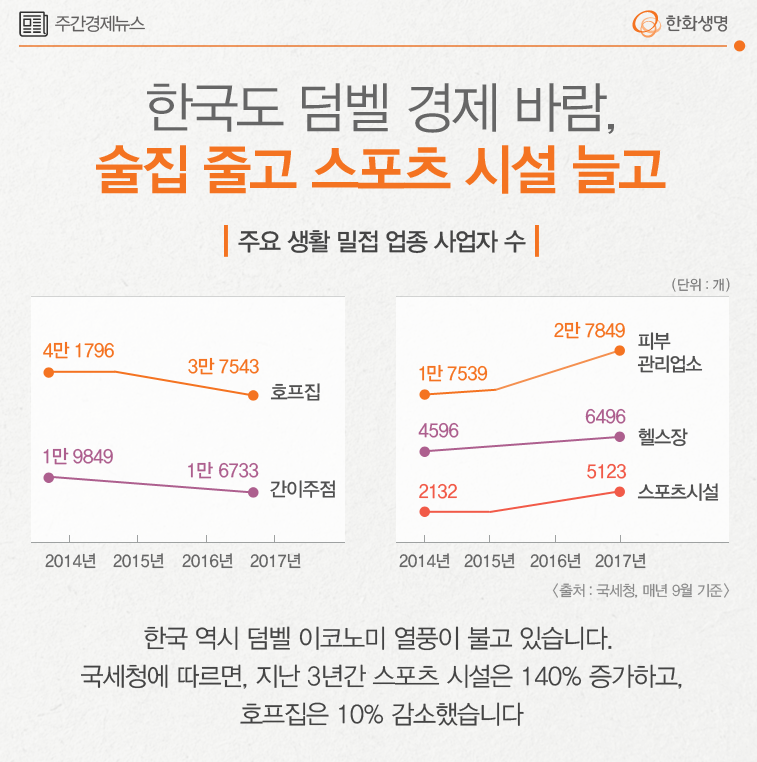 주간경제뉴스
한화생명
한국도 덤벨 경제 바람,
술집 줄고 스포츠 시설 늘고
주요 생활 밀접 업종 사업자 수
(단위 : 개)
4만 1796
3만 7543
호프집
1만 9849
1만 6733
간이주점
2014년 2015년 2016년 2017년
2만 7849
피부
관리업소
1만 7539
4596
6496
헬스장
2132
5123
스포츠시설
2014년 2015년 2016년 2017년
〈출처 : 국세청, 매년 9월 기준〉
한국 역시 덤벨 이코노미 열풍이 불고 있습니다.
국세청에 따르면, 지난 3년간 스포츠 시설은 140% 증가하고,
호프집은 10% 감소했습니다